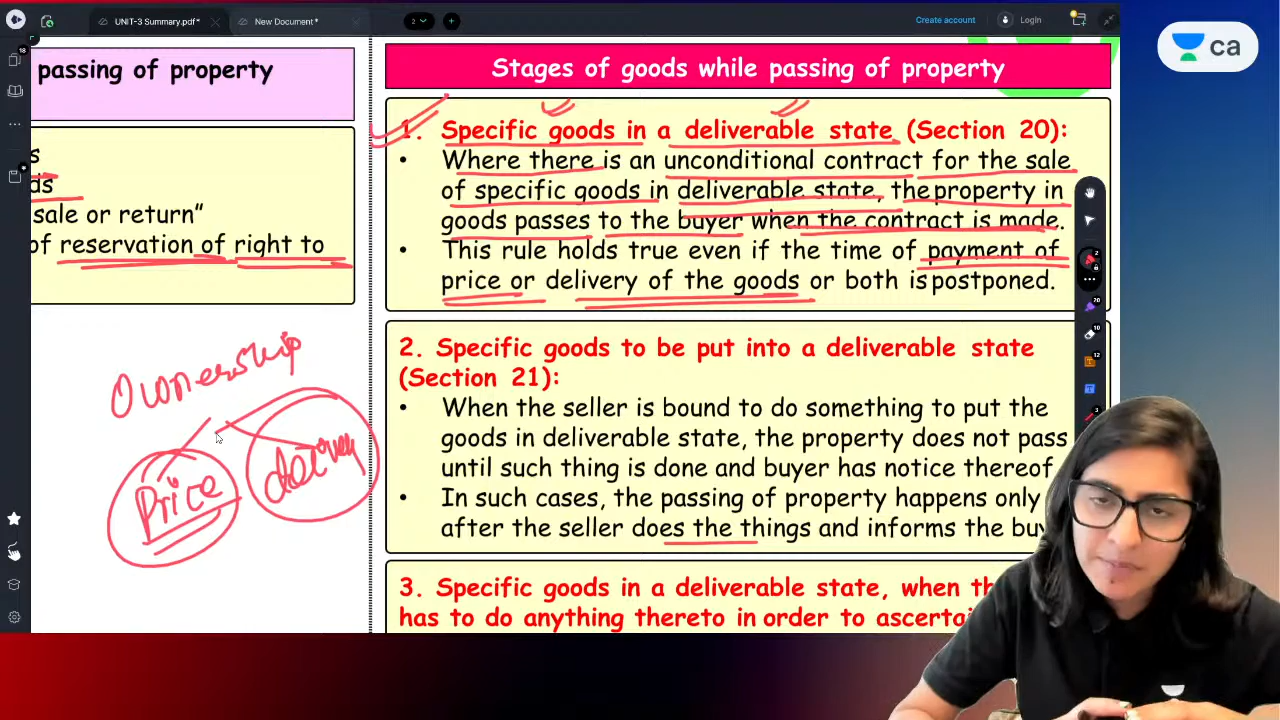 UNIT-3 Summary.pdf*
New Document*
2
Create account
Login
ca
passing of property
s
ds
sale or return”
of reservation of right to
Ownership
Price
delivery
Stages of goods while passing of property
1. Specific goods in a deliverable state (Section 20):
• Where there is an unconditional contract for the sale
of specific goods in deliverable state, the property in
goods passes to the buyer when the contract is made.
• This rule holds true even if the time of payment of
price or delivery of the goods or both is postponed.
2. Specific goods to be put into a deliverable state
(Section 21):
• When the seller is bound to do something to put the
goods in deliverable state, the property does not pass
until such thing is done and buyer has notice thereof
• In such cases, the passing of property happens only
after the seller does the things and informs the bu
3. Specific goods in a deliverable state, when th
has to do anything thereto in order to ascertai